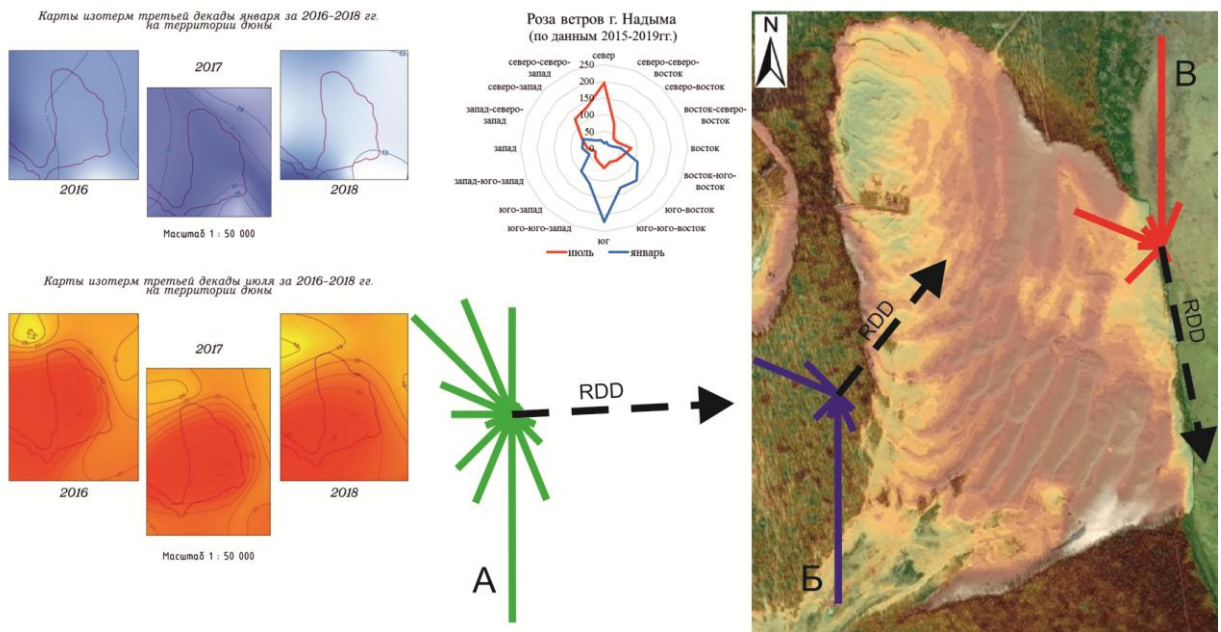 Карты изотерм третьей декады января за 2016-2018 гг.
на территории дюны
2017
2016
2018
Масштаб 1 : 50 000
Карты изотерм третьей декады июля за 2016-2018 гг.
на территории дюны
2017
2016
2018
Масштаб 1 : 50 000
Роза ветров г. Надыма
(по данным 2015-2019гг.)
север
северо-северо-
запад
северо-северо-
восток
северо-запад
северо-восток
запад-северо-
запад
восток-северо-
восток
запад
восток
запад-юго-запад
восток-юго-
восток
юго-запад
юго-восток
юго-юго-запад
юго-юго-восток
юг
250
200
150
100
50
0
июль
январь
RDD
А
N
В
RDD
RDD
Б